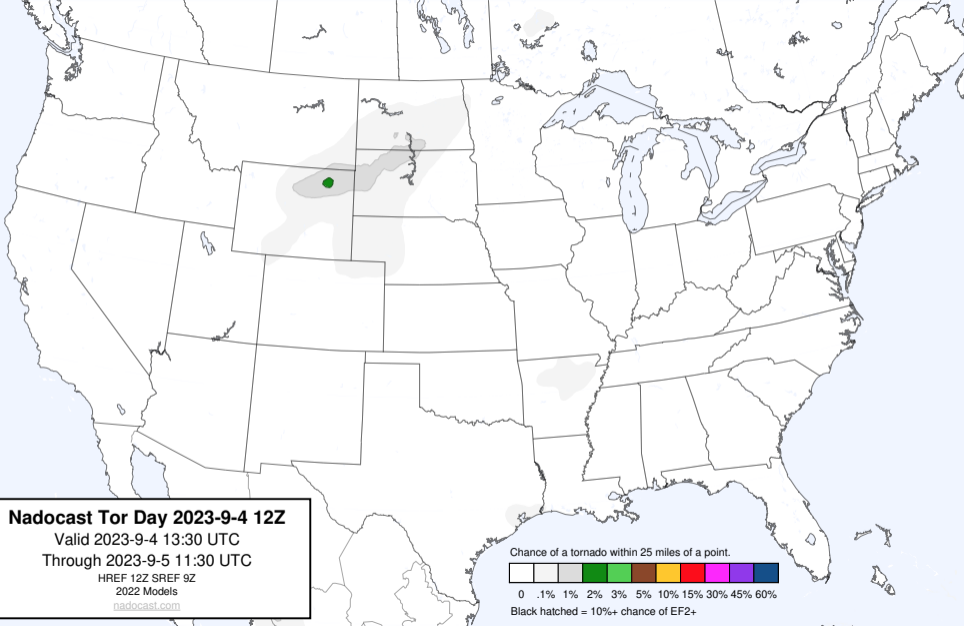 Nadocast Tor Day 2023-9-4 12Z
Valid 2023-9-4 13:30 UTC
Through 2023-9-5 11:30 UTC
HREF 12Z SREF 9Z
2022 Models
nadocast.com
Chance of a tornado within 25 miles of a point.
0 .1% 1% 2% 3% 5% 10% 15% 30% 45% 60%
Black hatched = 10%+ chance of EF2+